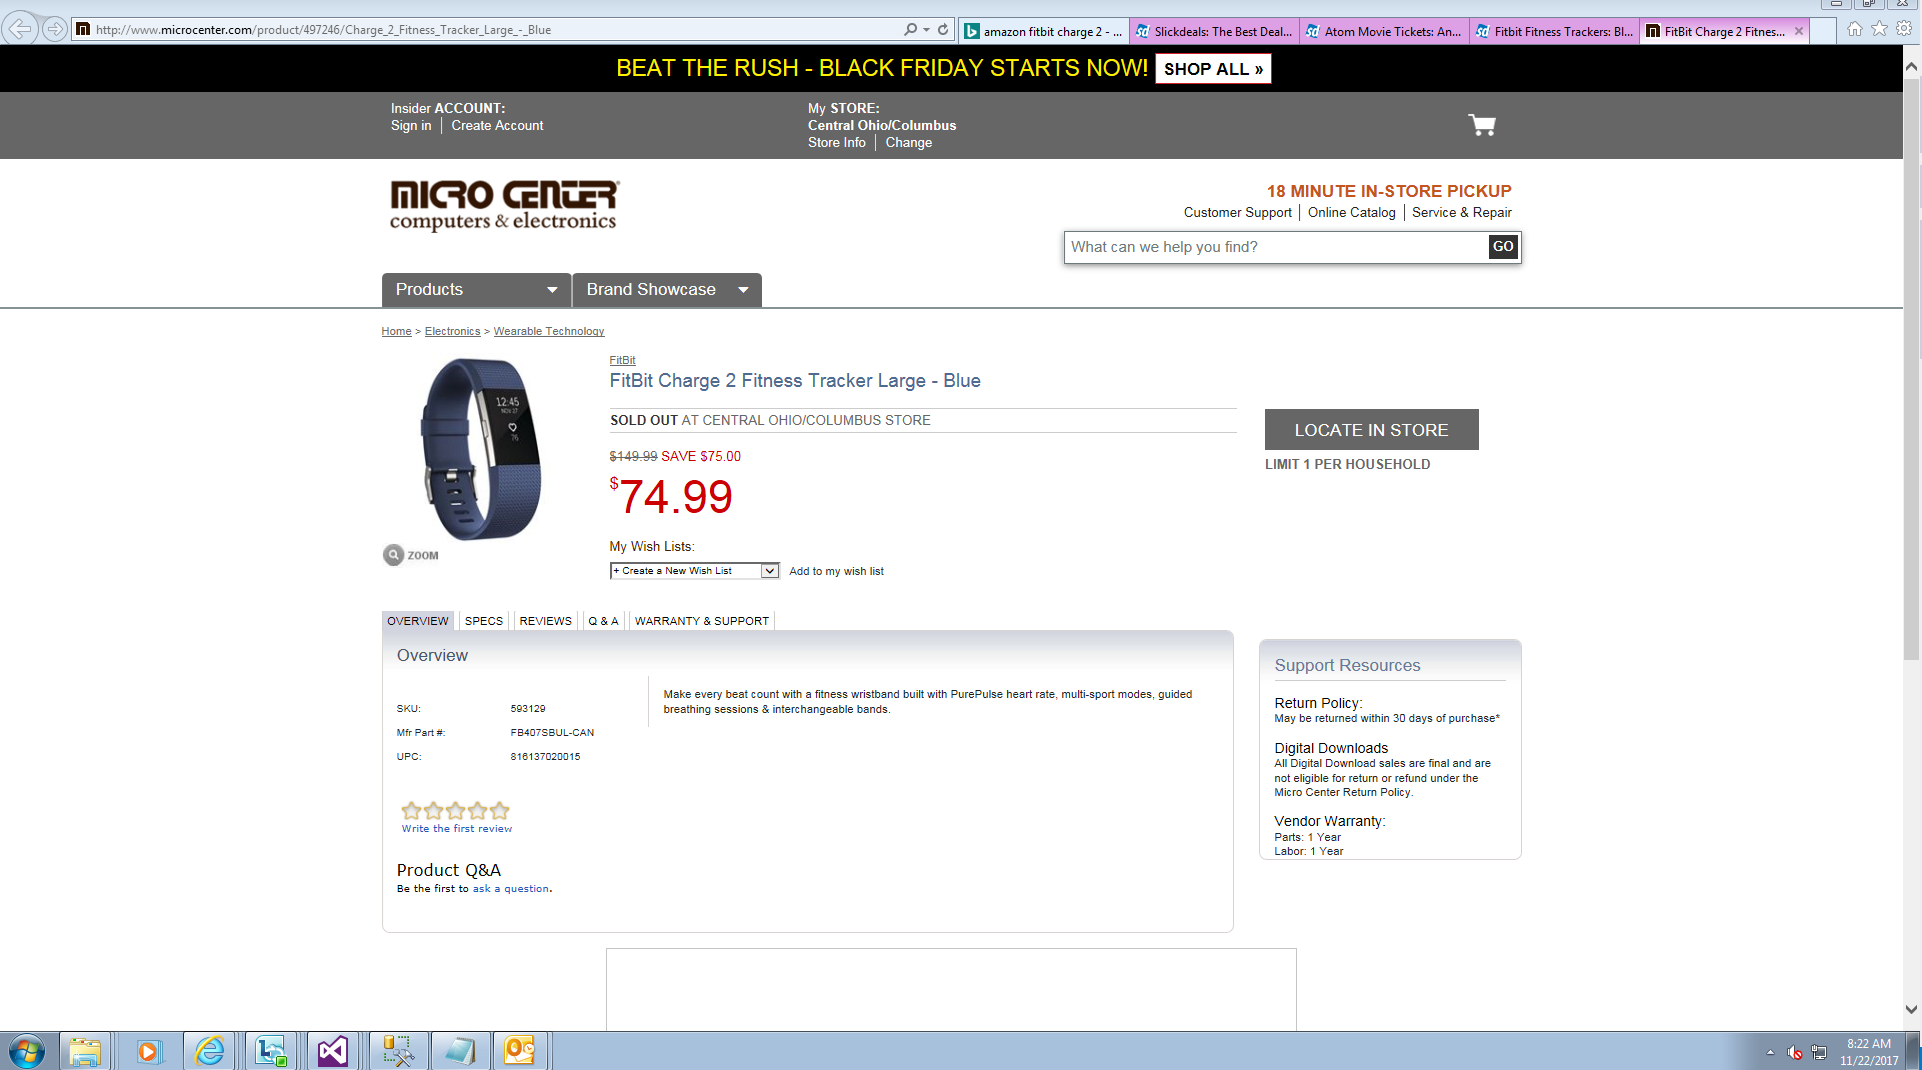 http://www.microcenter.com/product/497246/Charge_2_Fitness_Tracker_Large_-_Blue
amazon fitbit charge 2 - ...
Slickdeals: The Best Deal...
Atom Movie Tickets: An...
Fitbit Fitness Trackers: Bl...
FitBit Charge 2 Fitnes...
BEAT THE RUSH - BLACK FRIDAY STARTS NOW! SHOP ALL »
Insider ACCOUNT:
Sign in | Create Account
My STORE:
Central Ohio/Columbus
Store Info | Change
MICRO CENTER
computers & electronics
18 MINUTE IN-STORE PICKUP
Customer Support | Online Catalog | Service & Repair
What can we help you find? GO
Products
Brand Showcase
Home > Electronics > Wearable Technology
12:45
NOV 27
76
ZOOM
FitBit
FitBit Charge 2 Fitness Tracker Large - Blue
SOLD OUT AT CENTRAL OHIO/COLUMBUS STORE
$149.99 SAVE $75.00
$74.99
My Wish Lists:
+ Create a New Wish List Add to my wish list
LOCATE IN STORE
LIMIT 1 PER HOUSEHOLD
OVERVIEW SPECS REVIEWS Q & A WARRANTY & SUPPORT
Overview
SKU: 593129
Mfr Part #: FB407SBUL-CAN
UPC: 816137020015
Make every beat count with a fitness wristband built with PurePulse heart rate, multi-sport modes, guided
breathing sessions & interchangeable bands.
Write the first review
Product Q&A
Be the first to ask a question.
Support Resources
Return Policy:
May be returned within 30 days of purchase*
Digital Downloads
All Digital Download sales are final and are
not eligible for return or refund under the
Micro Center Return Policy.
Vendor Warranty:
Parts: 1 Year
Labor: 1 Year
8:22 AM
11/22/2017